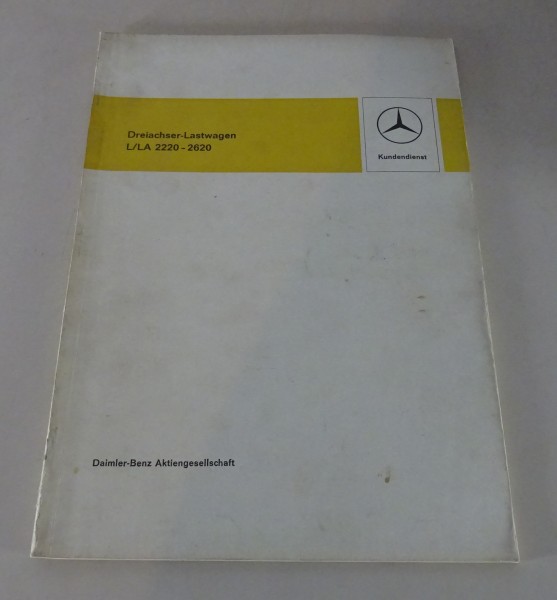 Dreiachser-Lastwagen
L/LA 2220-2620
Kundendienst
Daimler-Benz Aktiengesellschaft